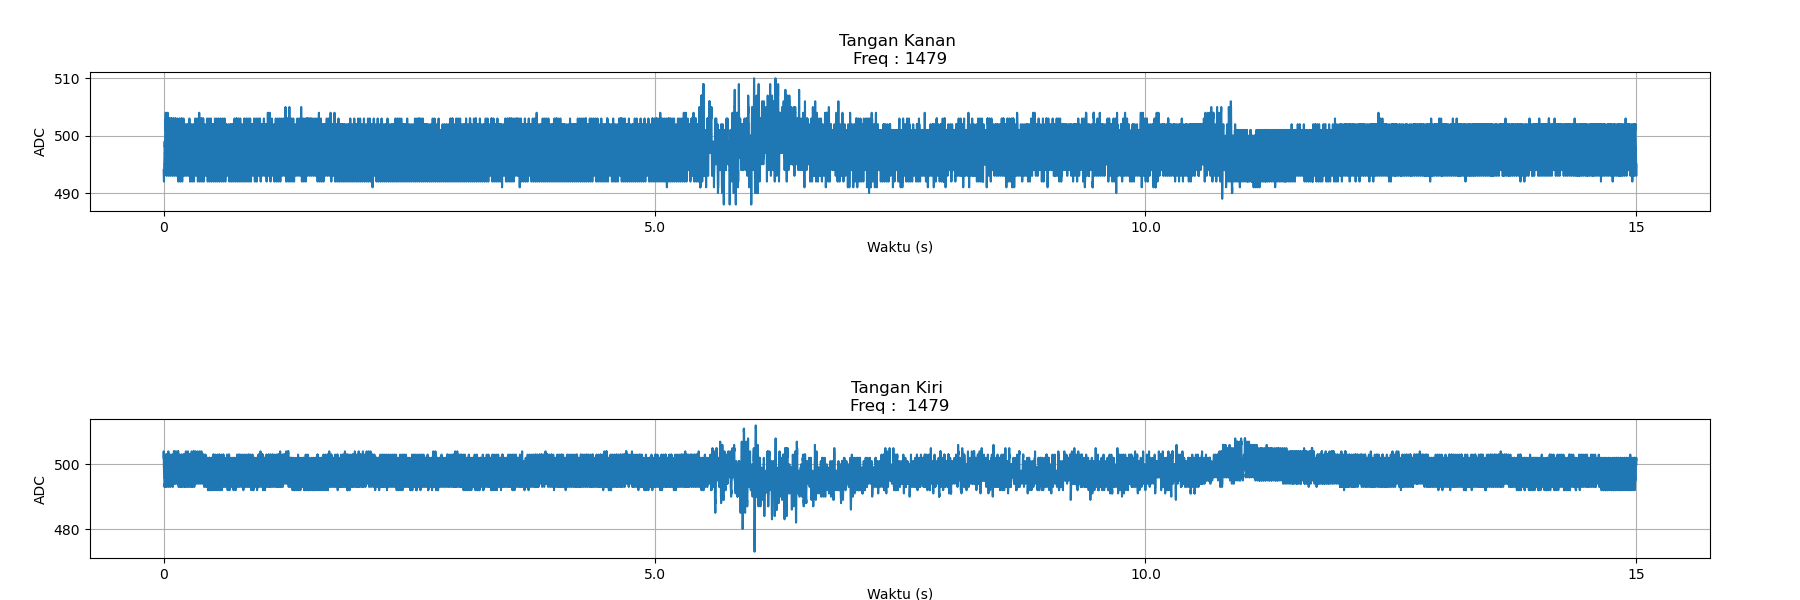 Tangan Kanan
Freq : 1479
510
500
490
ADC
0 5.0 10.0 15
Waktu (s)
Tangan Kiri
Freq :  1479
500
480
ADC
0 5.0 10.0 15
Waktu (s)